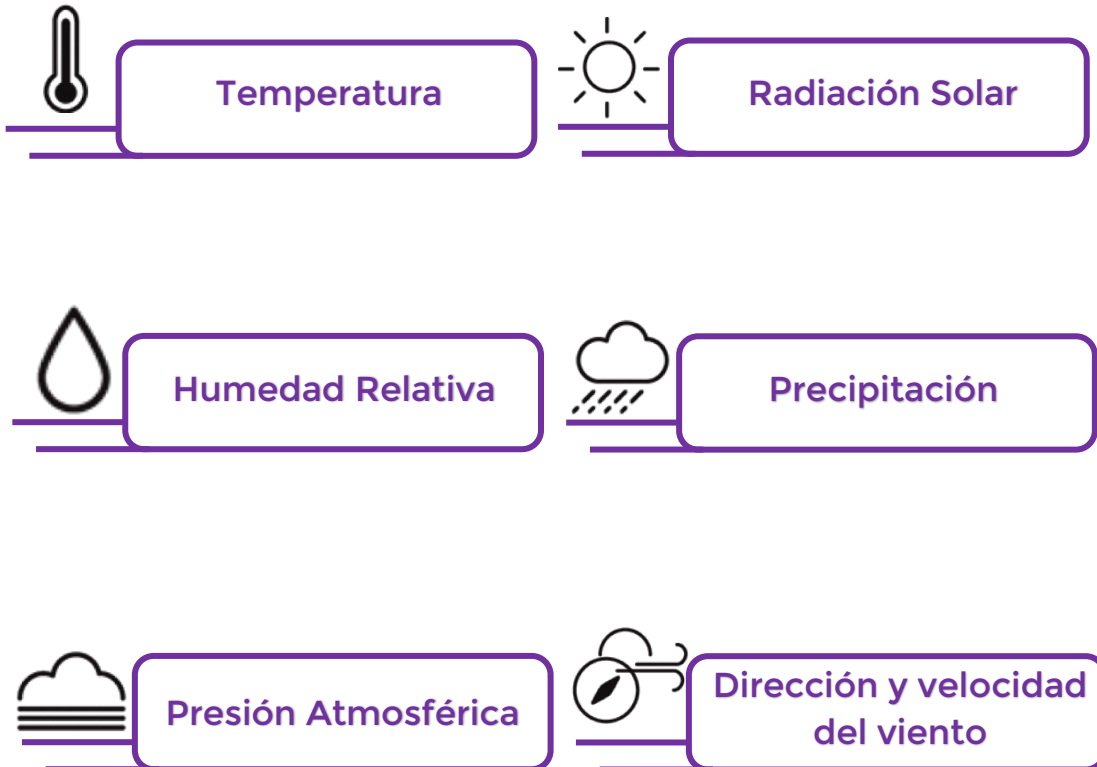 Temperatura
Radiación Solar
Humedad Relativa
Precipitación
Presión Atmosférica
Dirección y velocidad
del viento